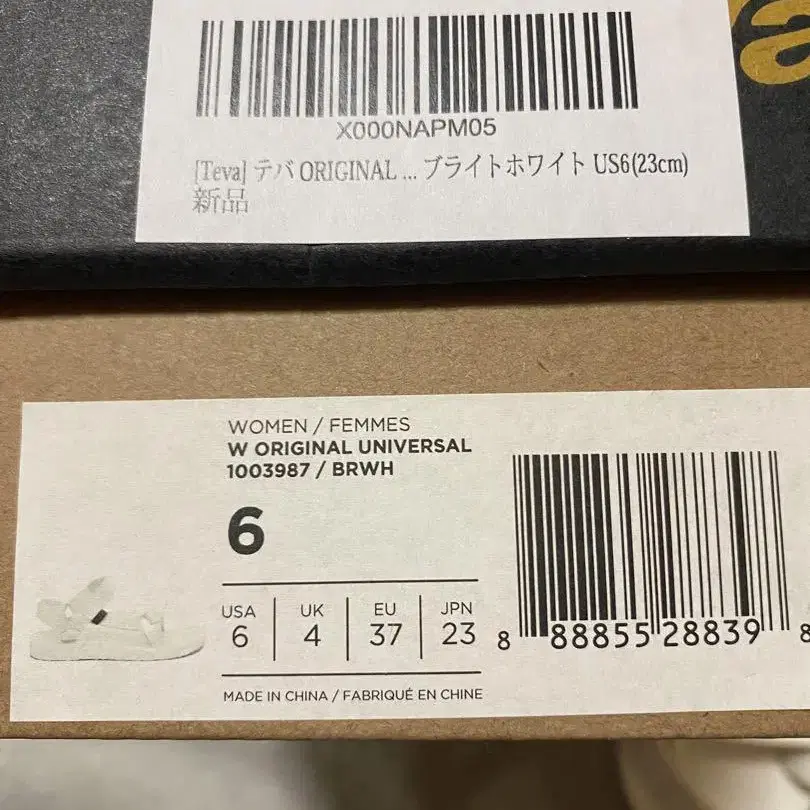 X000NAPM05
[Teva] テバ ORIGINAL ... ブライトホワイト US6(23cm)
新品
WOMEN / FEMMES
W ORIGINAL UNIVERSAL
1003987 / BRWH
6
USA UK EU JPN
6 4 37 23
8 88855 28839 8
MADE IN CHINA / FABRIQUÉ EN CHINE